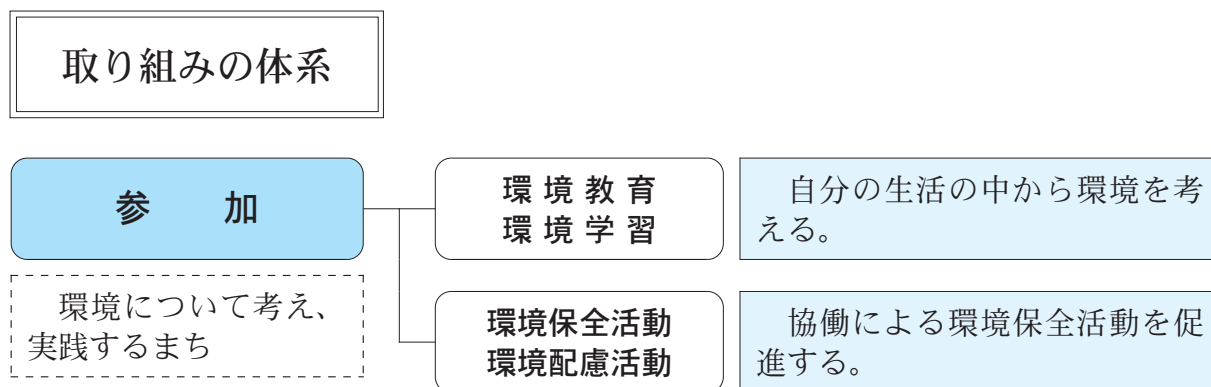 取り組みの体系
参　加
環境について考え、
実践するまち
環境教育
環境学習
自分の生活の中から環境を考
える。
環境保全活動
環境配慮活動
協働による環境保全活動を促
進する。